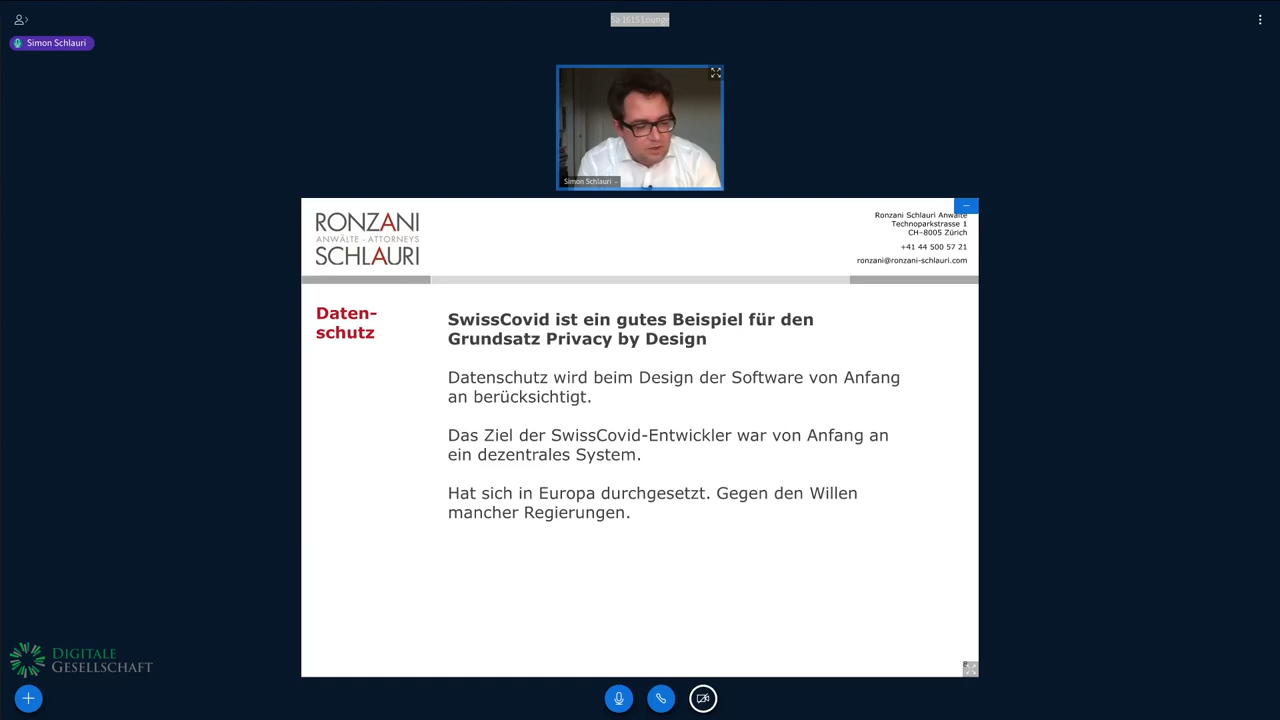 Sa 1615 Lounge
Simon Schlauri
Simon Schlauri
RONZANI
ANWÄLTE - ATTORNEYS
SCHLAURI
Ronzani Schlauri Anwälte
Technoparkstrasse 1
CH-8005 Zürich
+41 44 500 57 21
ronzani@ronzani-schlauri.com
Daten-
schutz
SwissCovid ist ein gutes Beispiel für den
Grundsatz Privacy by Design
Datenschutz wird beim Design der Software von Anfang
an berücksichtigt.
Das Ziel der SwissCovid-Entwickler war von Anfang an
ein dezentrales System.
Hat sich in Europa durchgesetzt. Gegen den Willen
mancher Regierungen.
DIGITALE
GESELLSCHAFT